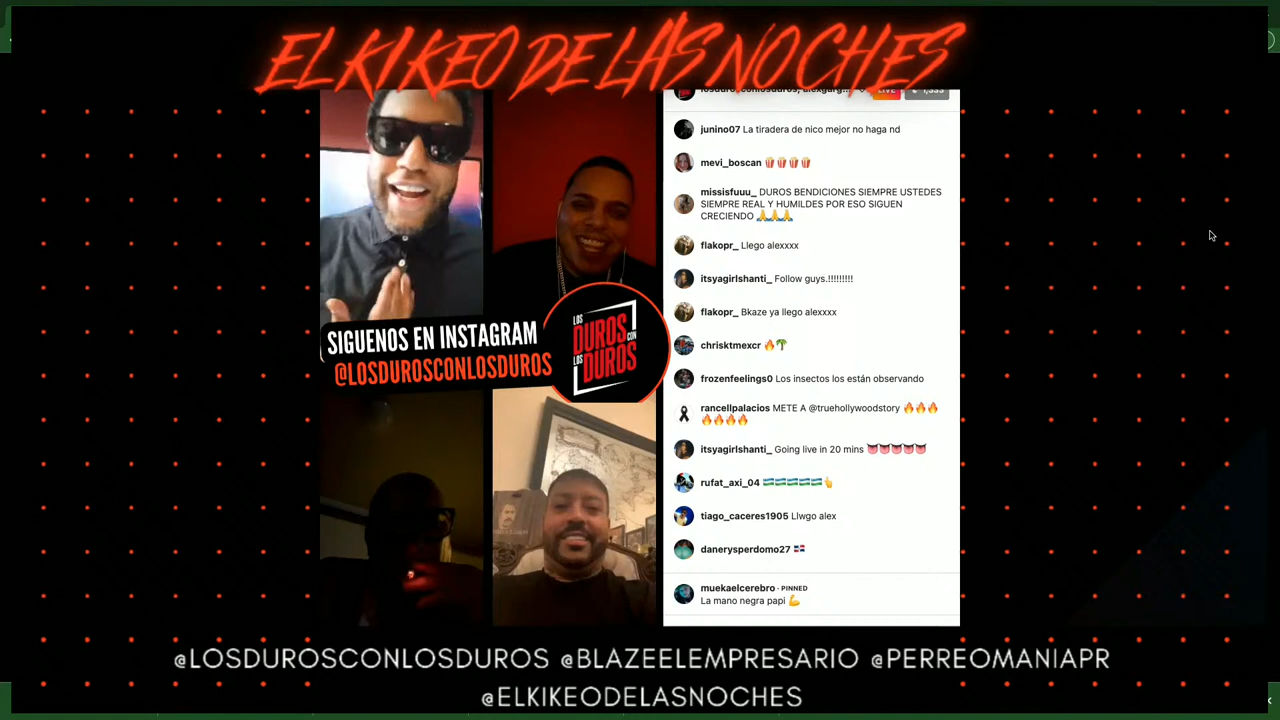 EL KIKEO DE LAS NOCHES
LIVE
junino07 La tiradera de nico mejor no haga nd
mevi_boscan 🍿🍿🍿🍿
missisfuuu_ DUROS BENDICIONES SIEMPRE USTEDES
SIEMPRE REAL Y HUMILDES POR ESO SIGUEN
CRECIENDO 🙏🙏🙏
flakopr_ Llego alexxxx
itsyagirlshanti_ Follow guys.!!!!!!!!!
flakopr_ Bkaze ya llego alexxxx
chrisktmexcr 🔥🌴
frozenfeelings0 Los insectos los están observando
rancellpalacios METE A @truehollywoodstory 🔥🔥🔥
🔥🔥🔥🔥
itsyagirlshanti_ Going live in 20 mins 👅👅👅👅👅
rufat_axi_04 🇺🇿🇺🇿🇺🇿🇺🇿🇺🇿👆
tiago_caceres1905 Llwgo alex
danerysperdomo27 🇩🇴
muekaelcerebro · PINNED
La mano negra papi 💪
SIGUENOS EN INSTAGRAM
@LOSDUROSCONLOSDUROS
LOS
DUROS CON
LOS
DUROS
@LOSDUROSCONLOSDUROS @BLAZEELEMPRESARIO @PERREOMANIAPR
@ELKIKEODELASNOCHES